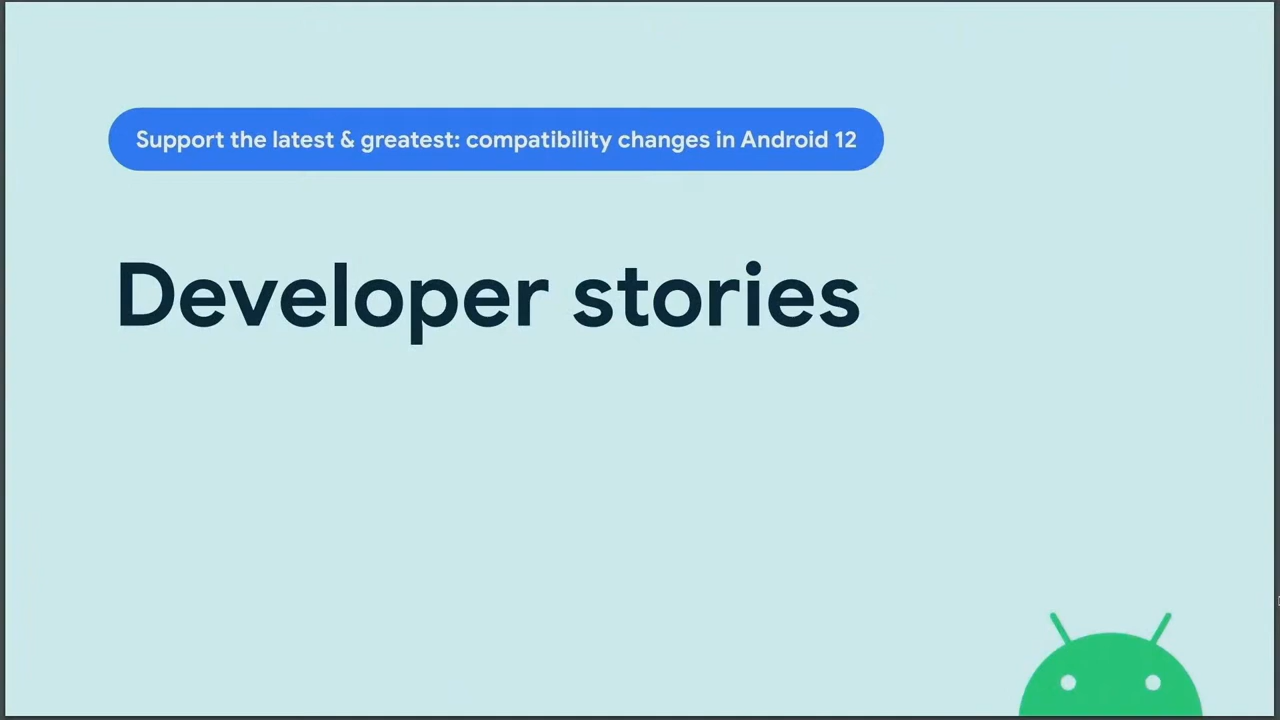 Support the latest & greatest: compatibility changes in Android 12
Developer stories